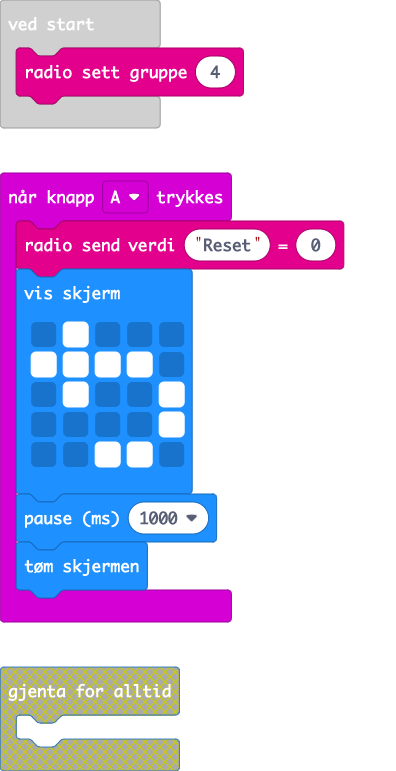 ved start
radio sett gruppe 4
når knapp A trykkes
radio send verdi "Reset" = 0
vis skjerm
pause (ms) 1000
tøm skjermen
gjenta for alltid